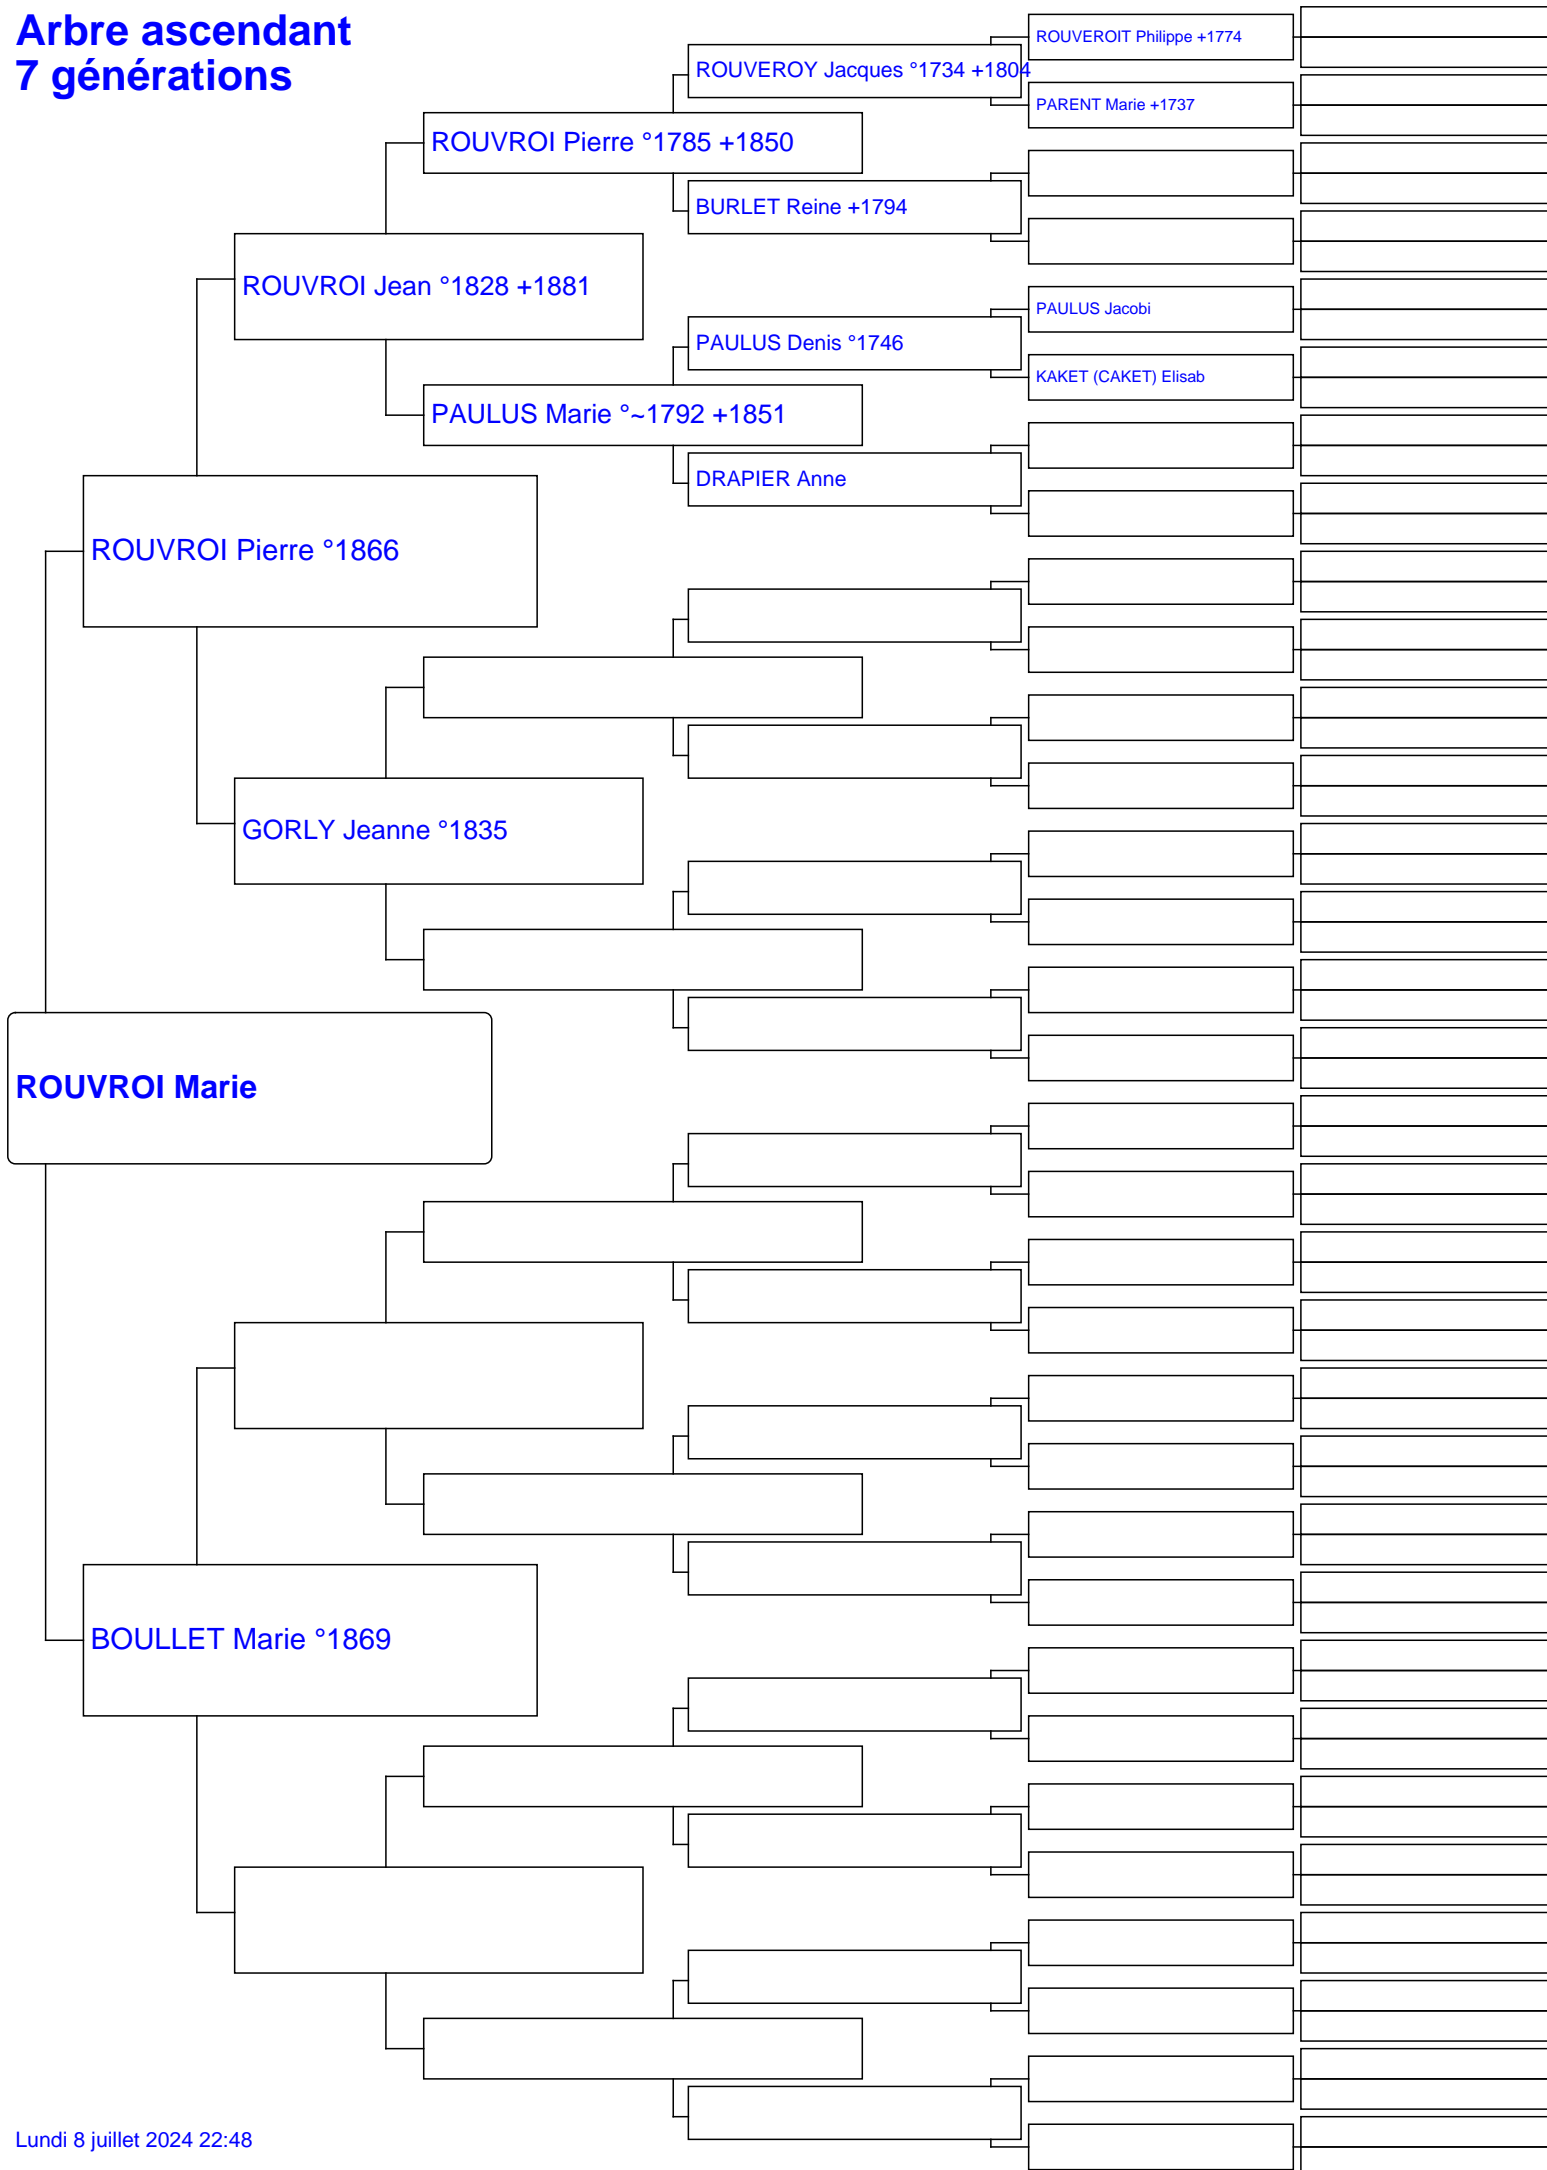 Arbre ascendant
7 générations
ROUVEROIT Philippe +1774
ROUVEROY Jacques °1734 +1804
PARENT Marie +1737
ROUVROI Pierre °1785 +1850
BURLET Reine +1794
ROUVROI Jean °1828 +1881
PAULUS Jacobi
PAULUS Denis °1746
KAKET (CAKET) Elisab
PAULUS Marie °~1792 +1851
DRAPIER Anne
ROUVROI Pierre °1866
GORLY Jeanne °1835
ROUVROI Marie
BOULLET Marie °1869
Lundi 8 juillet 2024 22:48